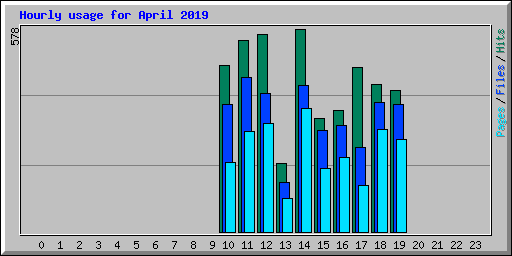 Hourly usage for April 2019
578
Pages / Files / Hits
0 1 2 3 4 5 6 7 8 9 10 11 12 13 14 15 16 17 18 19 20 21 22 23